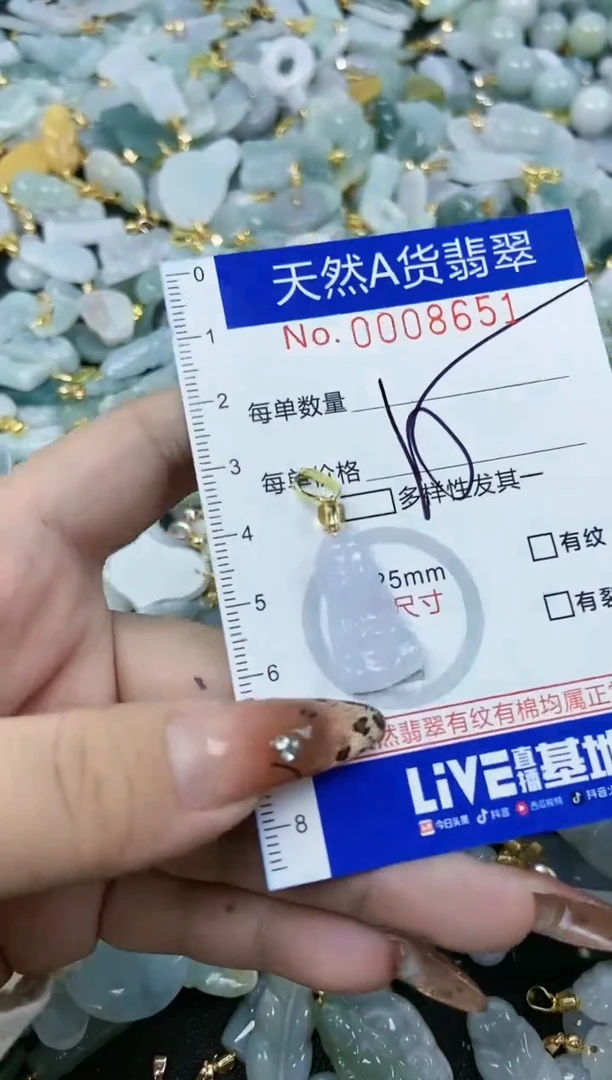 0
天然A货翡翠
No. 0008651
1
2
每单数量
3
每单价格
多样性发其一
4
有纹
25mm
尺寸
5
有裂
6
然翡翠有纹有棉均属正
LiVE直播基地
今日头条 抖音 西瓜视频 抖音火
8